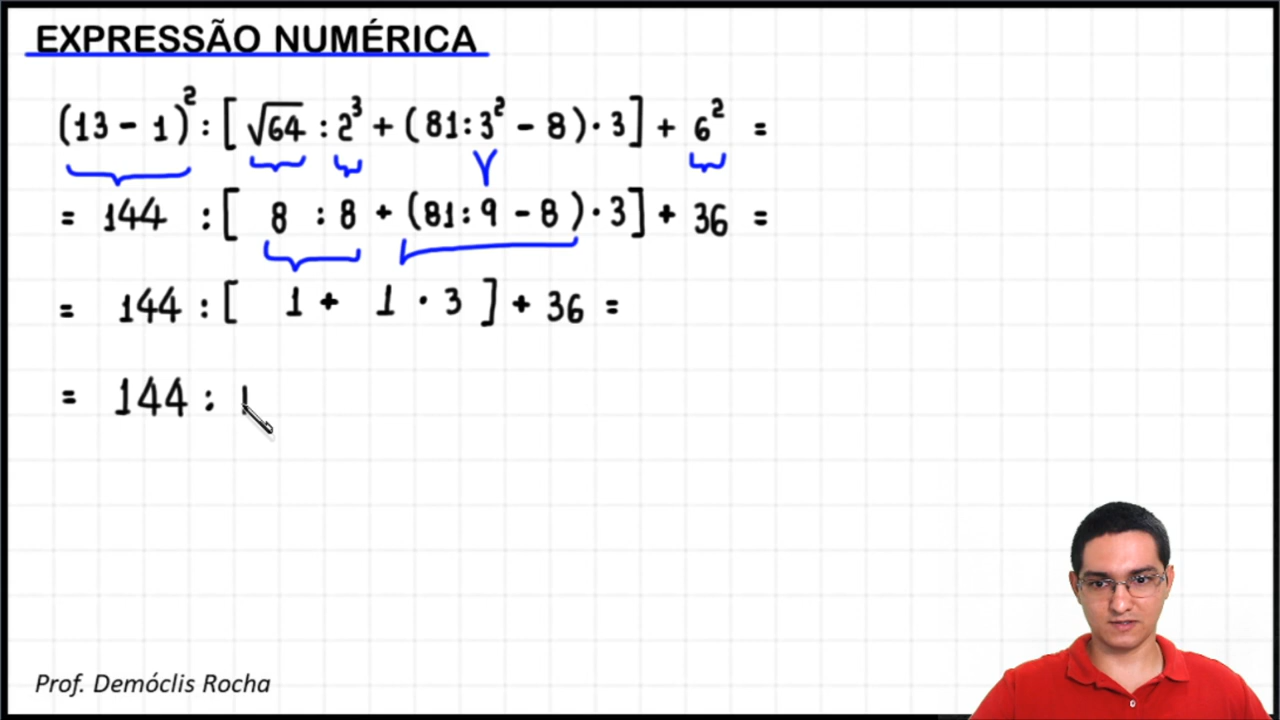 EXPRESSÃO NUMÉRICA
(13 - 1)² : [ √64 : 2³ + (81 : 3² - 8) · 3 ] + 6² =
= 144 : [ 8 : 8 + (81 : 9 - 8) · 3 ] + 36 =
= 144 : [ 1 + 1 · 3 ] + 36 =
= 144 :
Prof. Demóclis Rocha